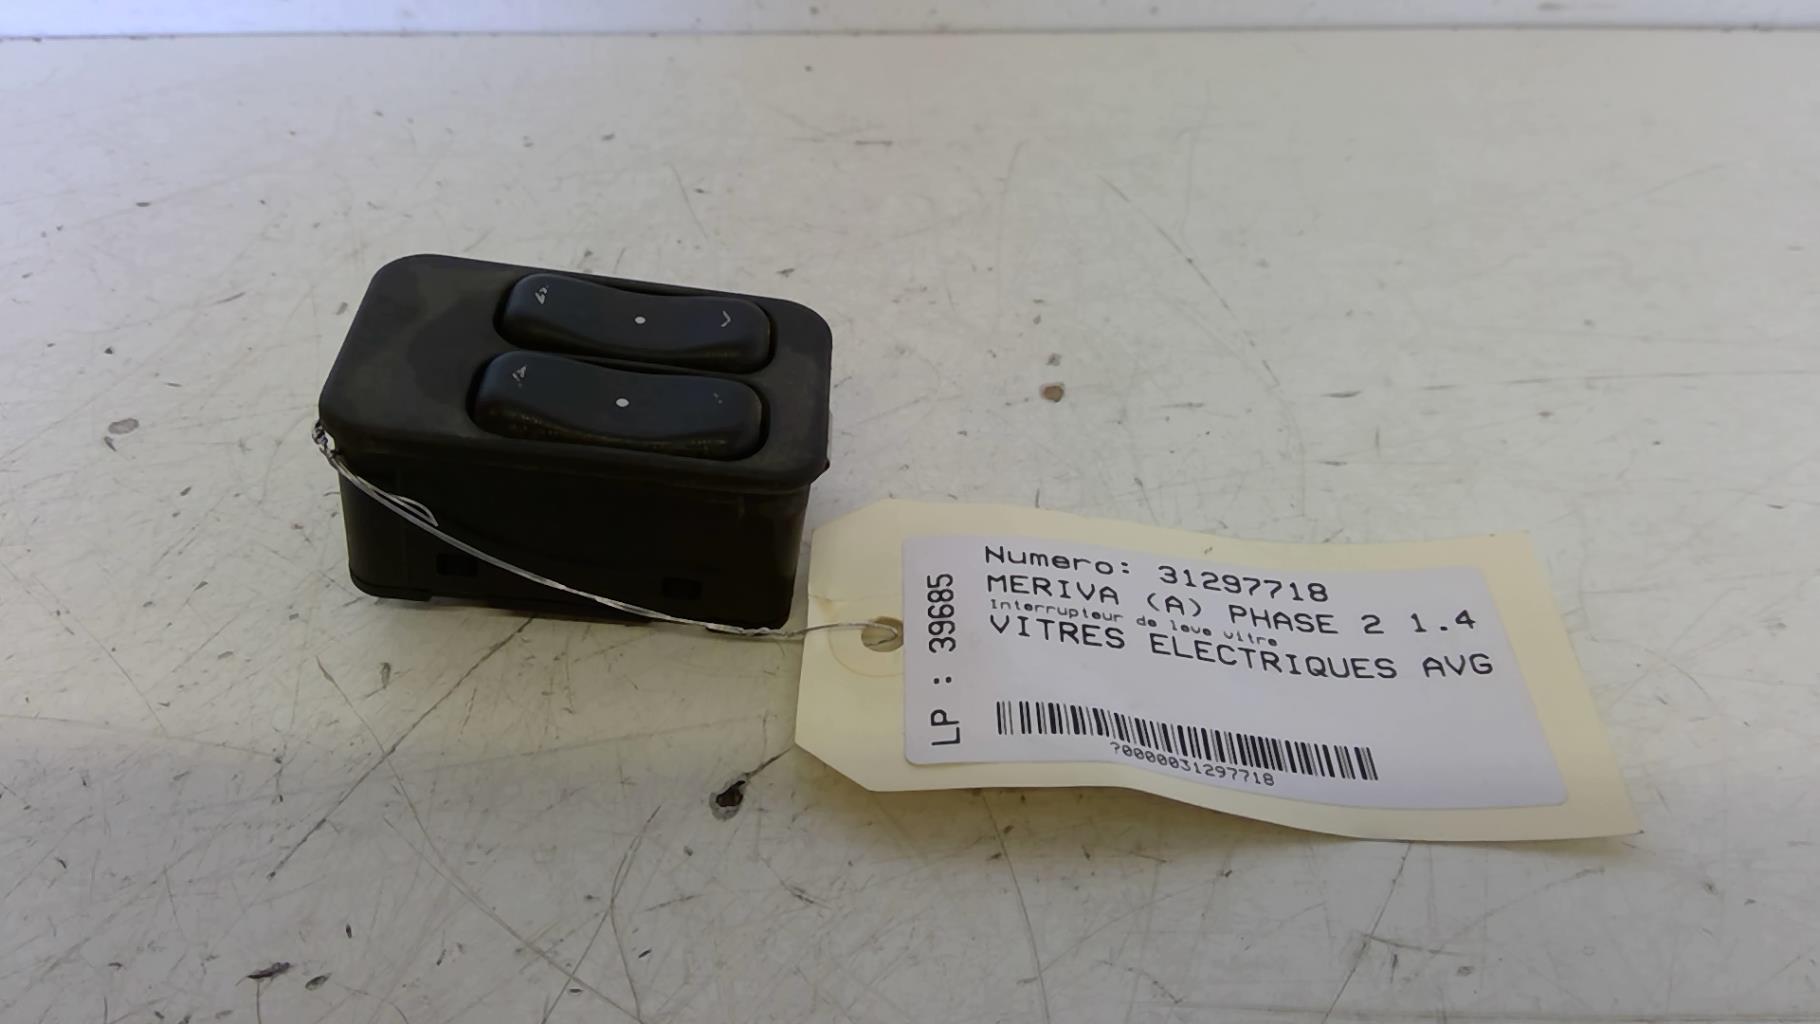 Numero: 31297718
MERIVA (A) PHASE 2 1.4
Interrupteur de leve vitre
VITRES ELECTRIQUES AVG
?0000031297718
LP : 39685